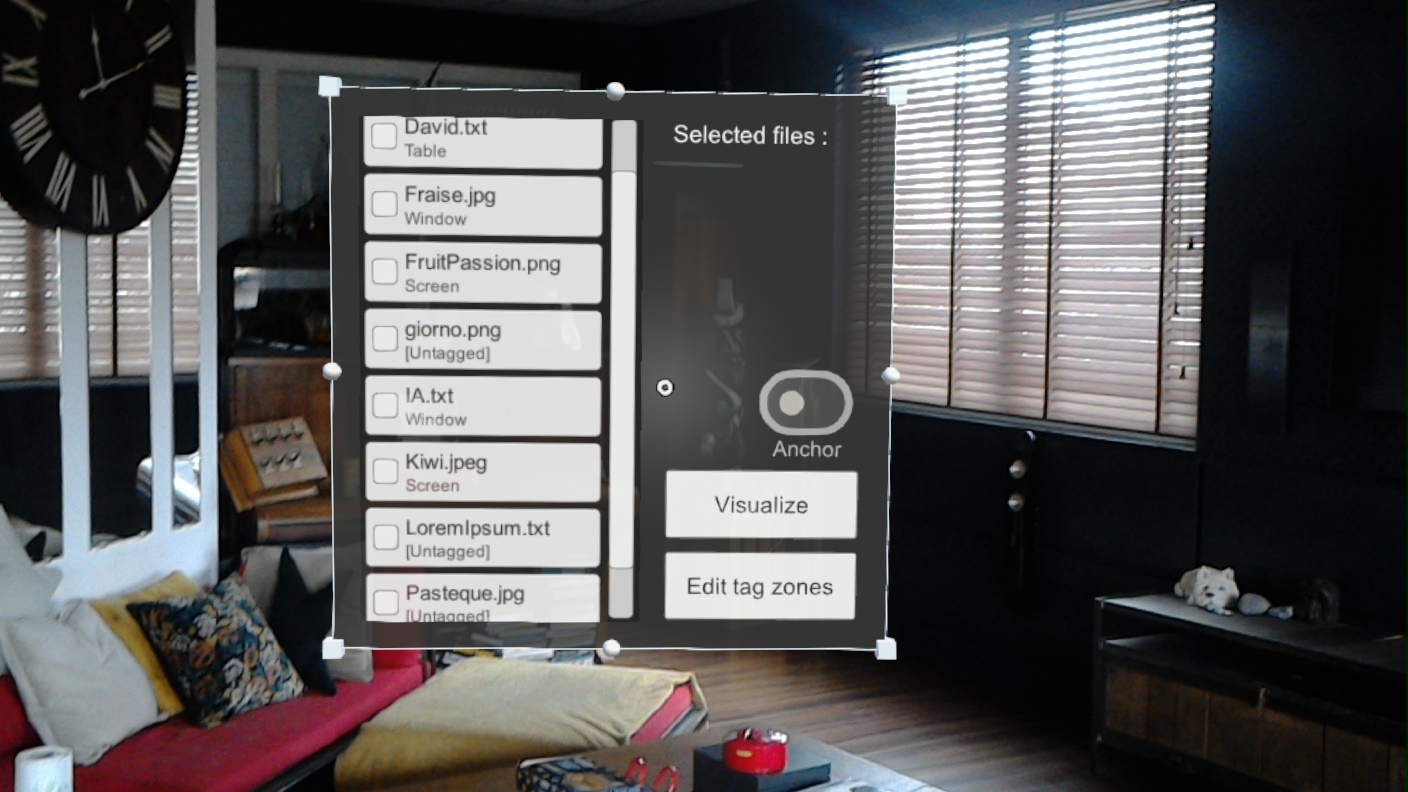 David.txt
Table
Fraise.jpg
Window
FruitPassion.png
Screen
giorno.png
[Untagged]
IA.txt
Window
Kiwi.jpeg
Screen
LoremIpsum.txt
[Untagged]
Pasteque.jpg
[Untagged]
Selected files :
Anchor
Visualize
Edit tag zones